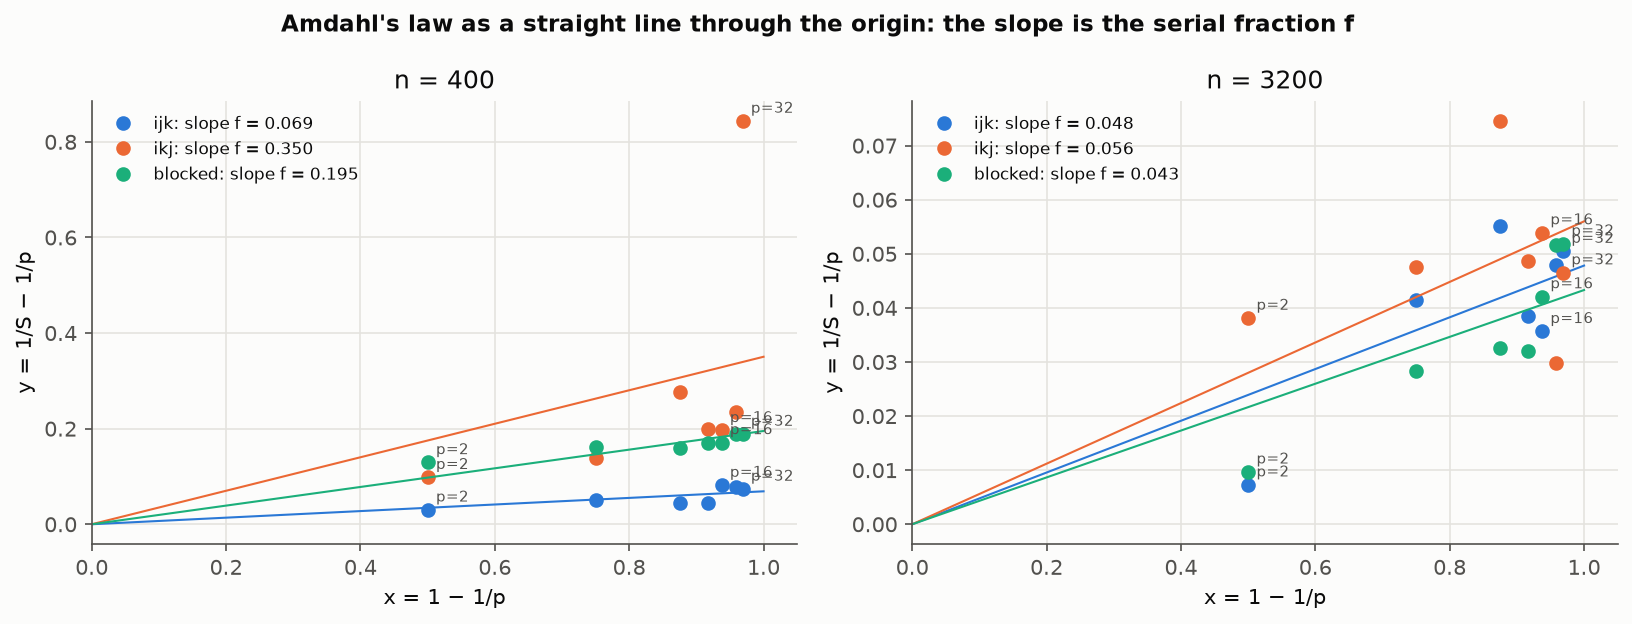 Amdahl's law as a straight line through the origin: the slope is the serial fraction f
n = 400
ijk: slope f = 0.069
ikj: slope f = 0.350
blocked: slope f = 0.195
y = 1/S − 1/p
0.8
0.6
0.4
0.2
0.0
p=32
p=2
p=2
p=2
p=16
p=32
p=16
p=16
p=32
0.0 0.2 0.4 0.6 0.8 1.0
x = 1 − 1/p
n = 3200
ijk: slope f = 0.048
ikj: slope f = 0.056
blocked: slope f = 0.043
y = 1/S − 1/p
0.07
0.06
0.05
0.04
0.03
0.02
0.01
0.00
p=2
p=2
p=2
p=16
p=32
p=32
p=32
p=16
p=16
0.0 0.2 0.4 0.6 0.8 1.0
x = 1 − 1/p